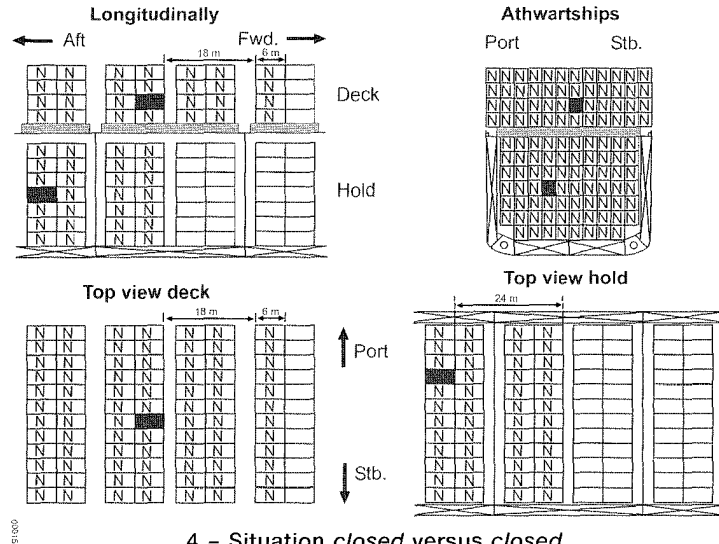 Longitudinally
Aft
Fwd.
18 m
6 m
Deck
Hold
Athwartships
Port
Stb.
Top view deck
18 m
6 m
Port
Stb.
Top view hold
24 m
4 – Situation closed versus closed